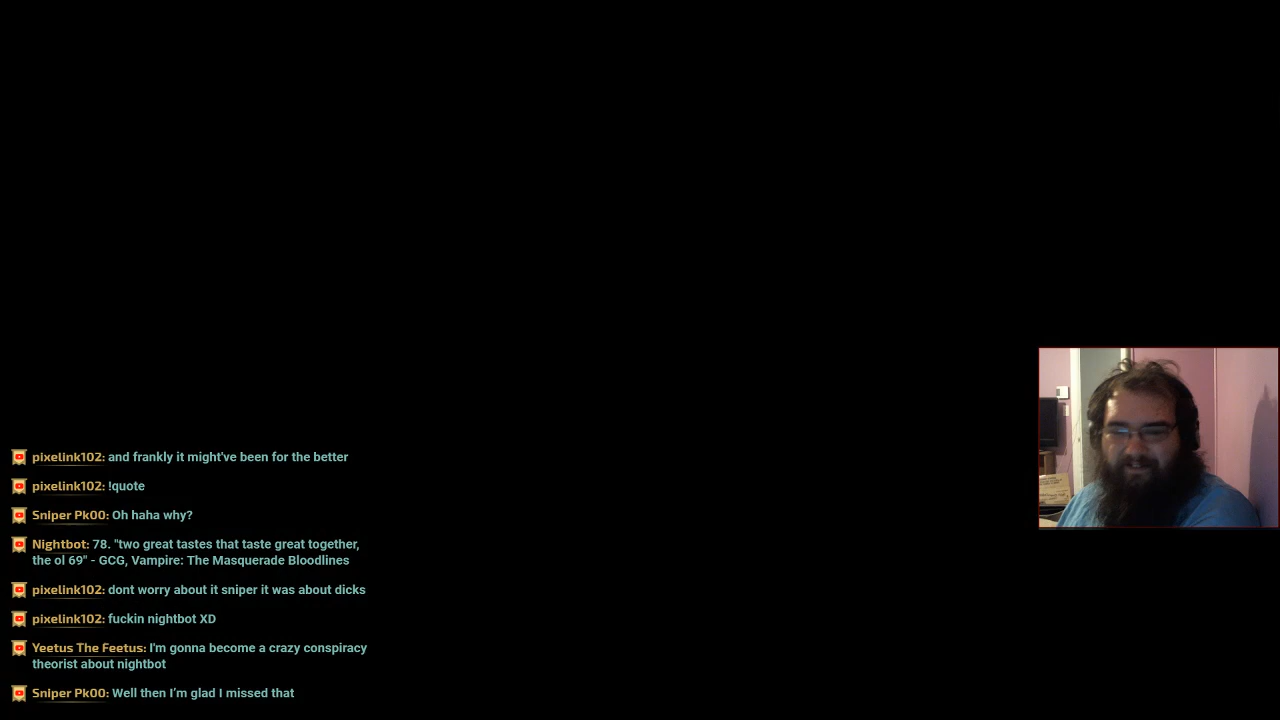 pixelink102: and frankly it might've been for the better
pixelink102: !quote
Sniper Pk00: Oh haha why?
Nightbot: 78. "two great tastes that taste great together,
the ol 69" - GCG, Vampire: The Masquerade Bloodlines
pixelink102: dont worry about it sniper it was about dicks
pixelink102: fuckin nightbot XD
Yeetus The Feetus: I'm gonna become a crazy conspiracy
theorist about nightbot
Sniper Pk00: Well then I’m glad I missed that